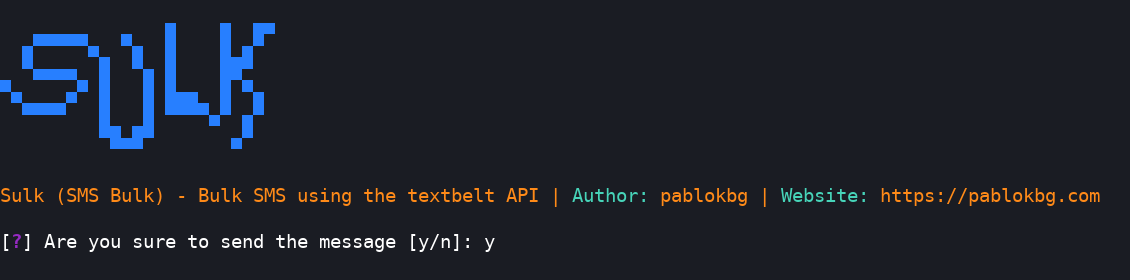 SULK
Sulk (SMS Bulk) - Bulk SMS using the textbelt API | Author: pablokbg | Website: https://pablokbg.com
[?] Are you sure to send the message [y/n]: y